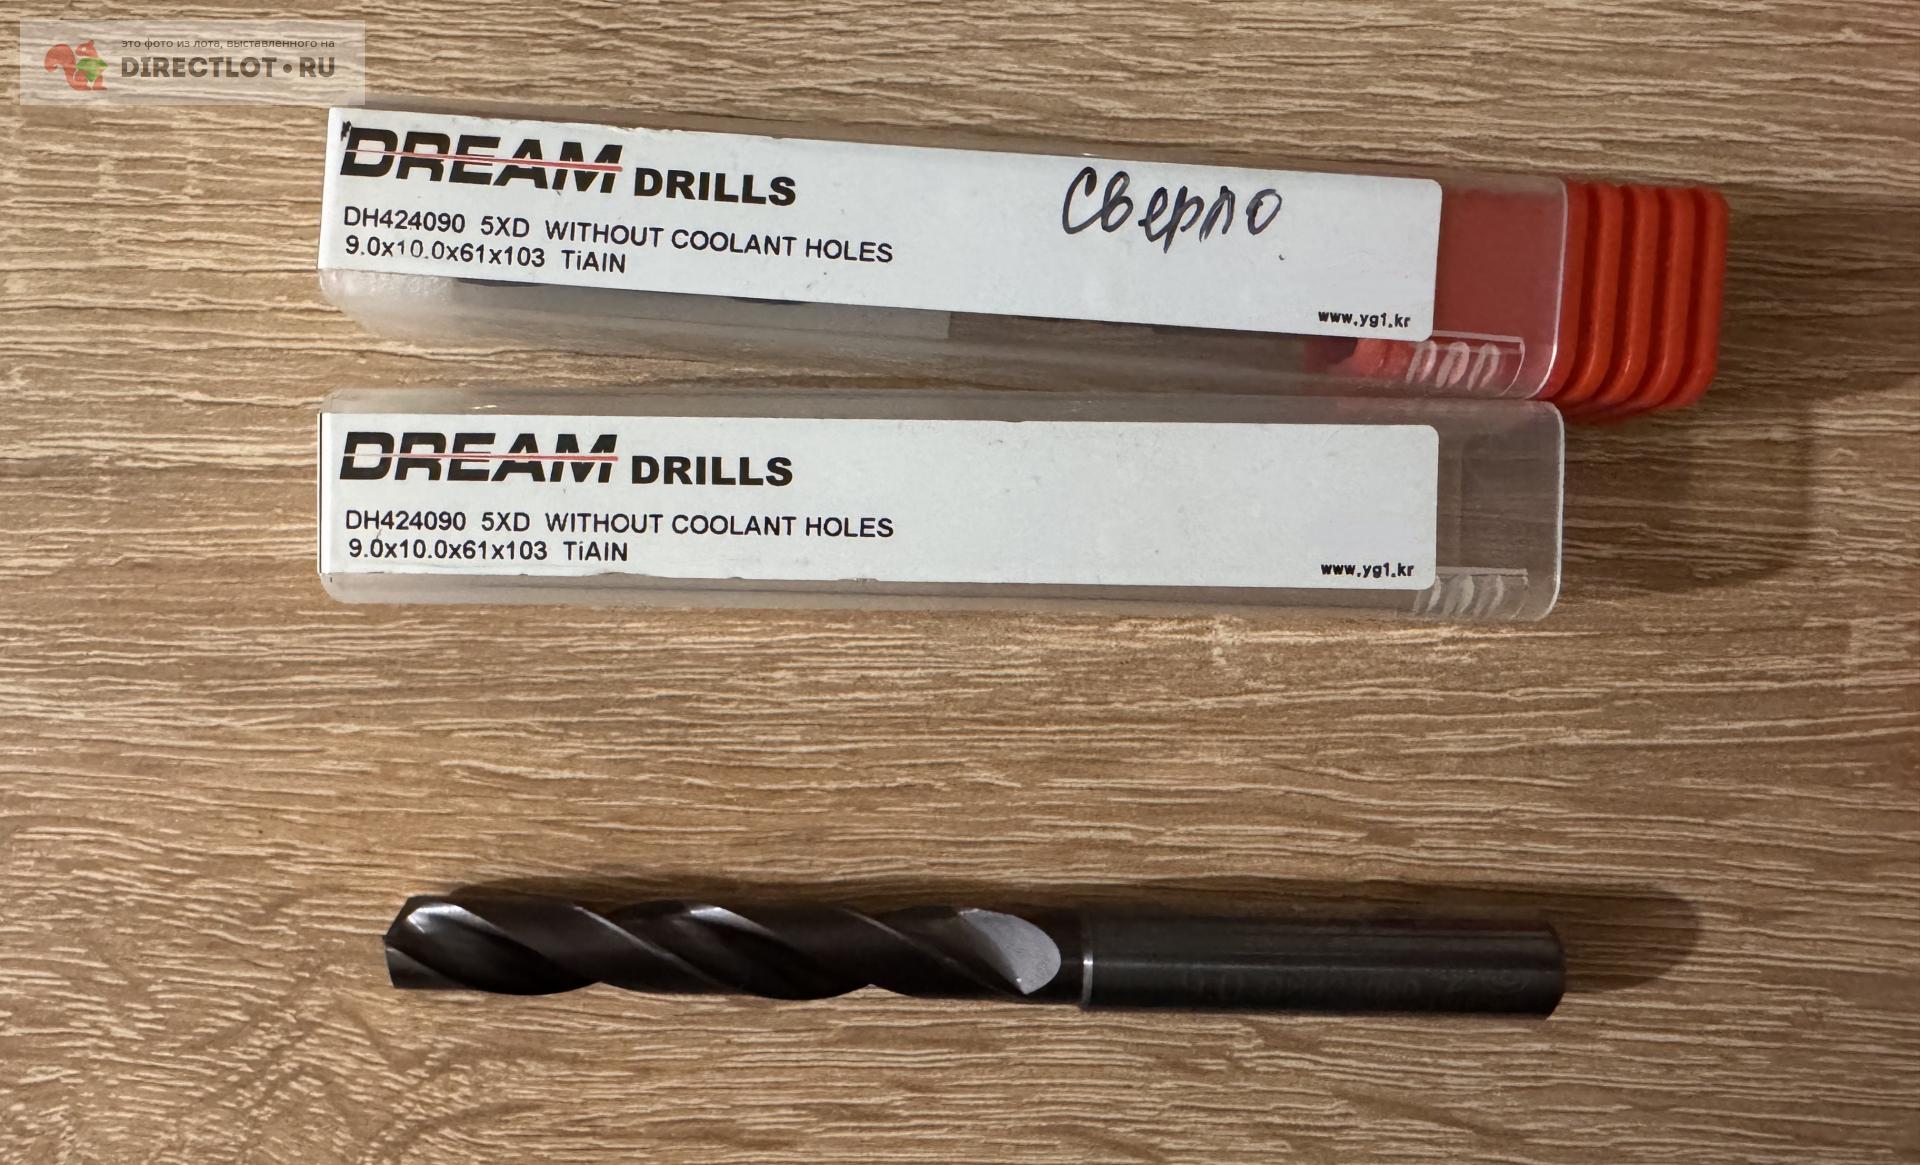 это фото из лота, выставленного на
DIRECTLOT•RU
DREAM DRILLS
Сверло
DH424090 5XD WITHOUT COOLANT HOLES
9.0x10.0x61x103 TiAlN
www.yg1.kr
DREAM DRILLS
DH424090 5XD WITHOUT COOLANT HOLES
9.0x10.0x61x103 TiAlN
www.yg1.kr